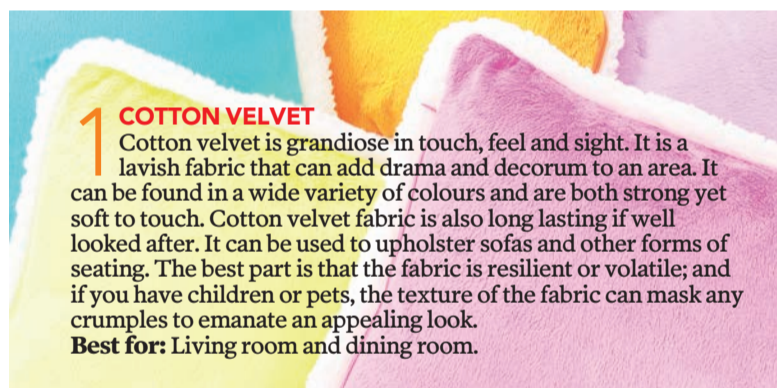 1 COTTON VELVET
Cotton velvet is grandiose in touch, feel and sight. It is a
lavish fabric that can add drama and decorum to an area. It
can be found in a wide variety of colours and are both strong yet
soft to touch. Cotton velvet fabric is also long lasting if well
looked after. It can be used to upholster sofas and other forms of
seating. The best part is that the fabric is resilient or volatile; and
if you have children or pets, the texture of the fabric can mask any
crumples to emanate an appealing look.
Best for: Living room and dining room.